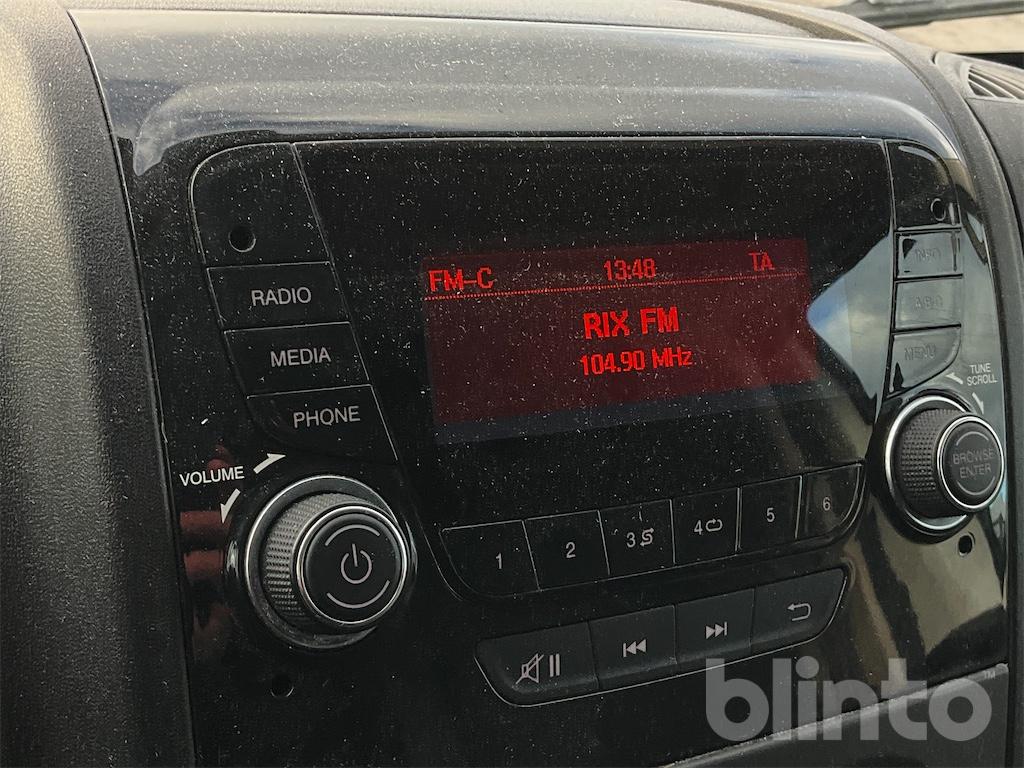 FM-C 13:48 TA
RIX FM
104.90 MHz
RADIO
MEDIA
PHONE
VOLUME
INFO
A-B-C
MENU
TUNE
SCROLL
BROWSE
ENTER
1 2 3 4 5 6
blinto
TM